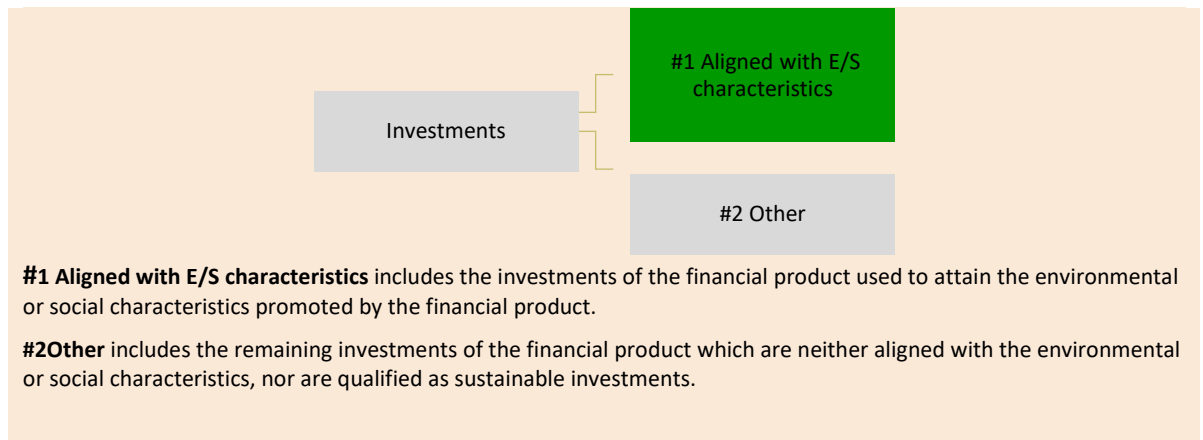 #1 Aligned with E/S
characteristics
Investments
#2 Other
#1 Aligned with E/S characteristics includes the investments of the financial product used to attain the environmental
or social characteristics promoted by the financial product.
#2Other includes the remaining investments of the financial product which are neither aligned with the environmental
or social characteristics, nor are qualified as sustainable investments.